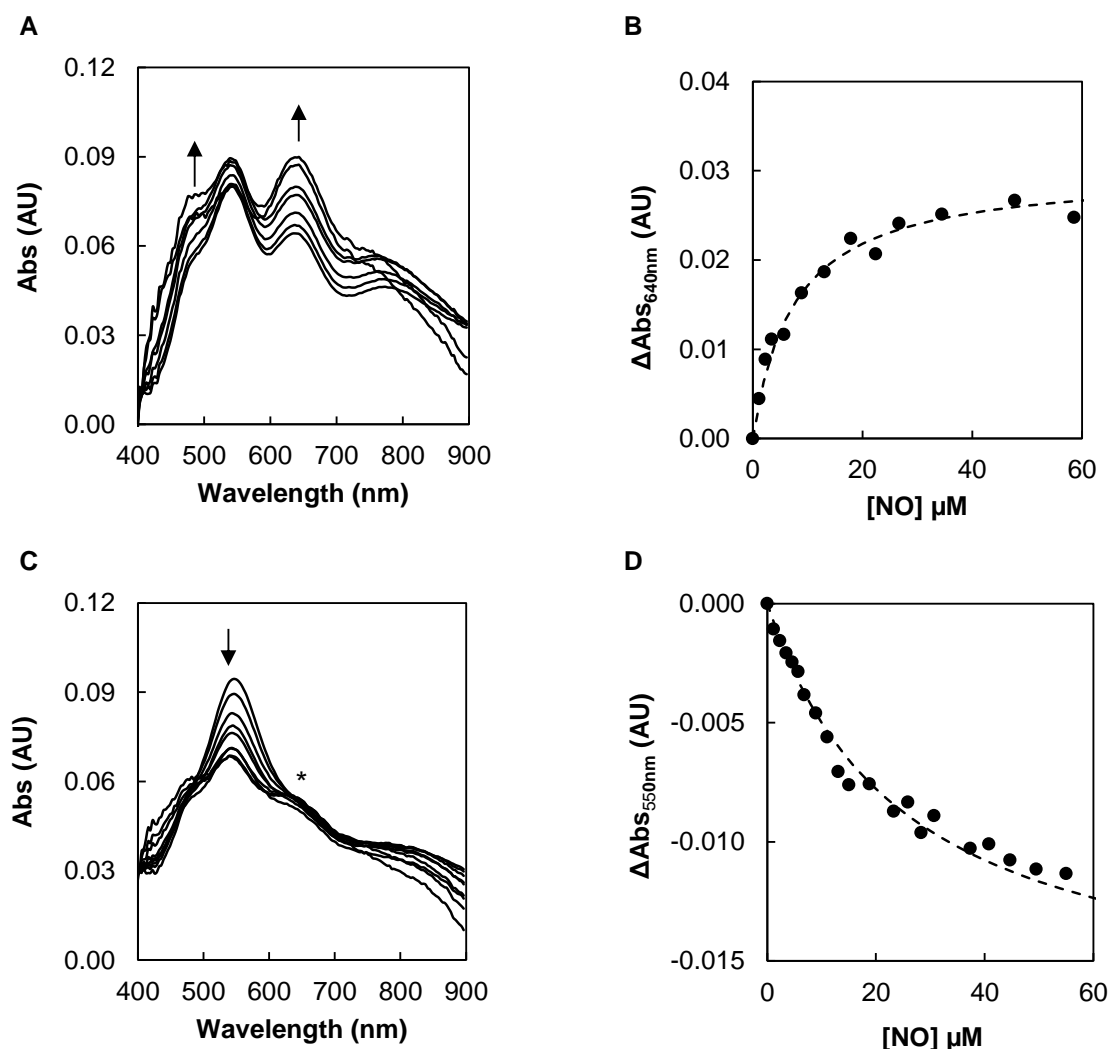 A
0.12
0.09
0.06
0.03
0.00
Abs (AU)
400 500 600 700 800 900
Wavelength (nm)
B
0.04
0.03
0.02
0.01
0.00
ΔAbs640nm (AU)
0 20 40 60
[NO] µM
C
0.12
0.09
0.06
0.03
0.00
Abs (AU)
*
400 500 600 700 800 900
Wavelength (nm)
D
0.000
-0.005
-0.010
-0.015
ΔAbs550nm (AU)
0 20 40 60
[NO] µM